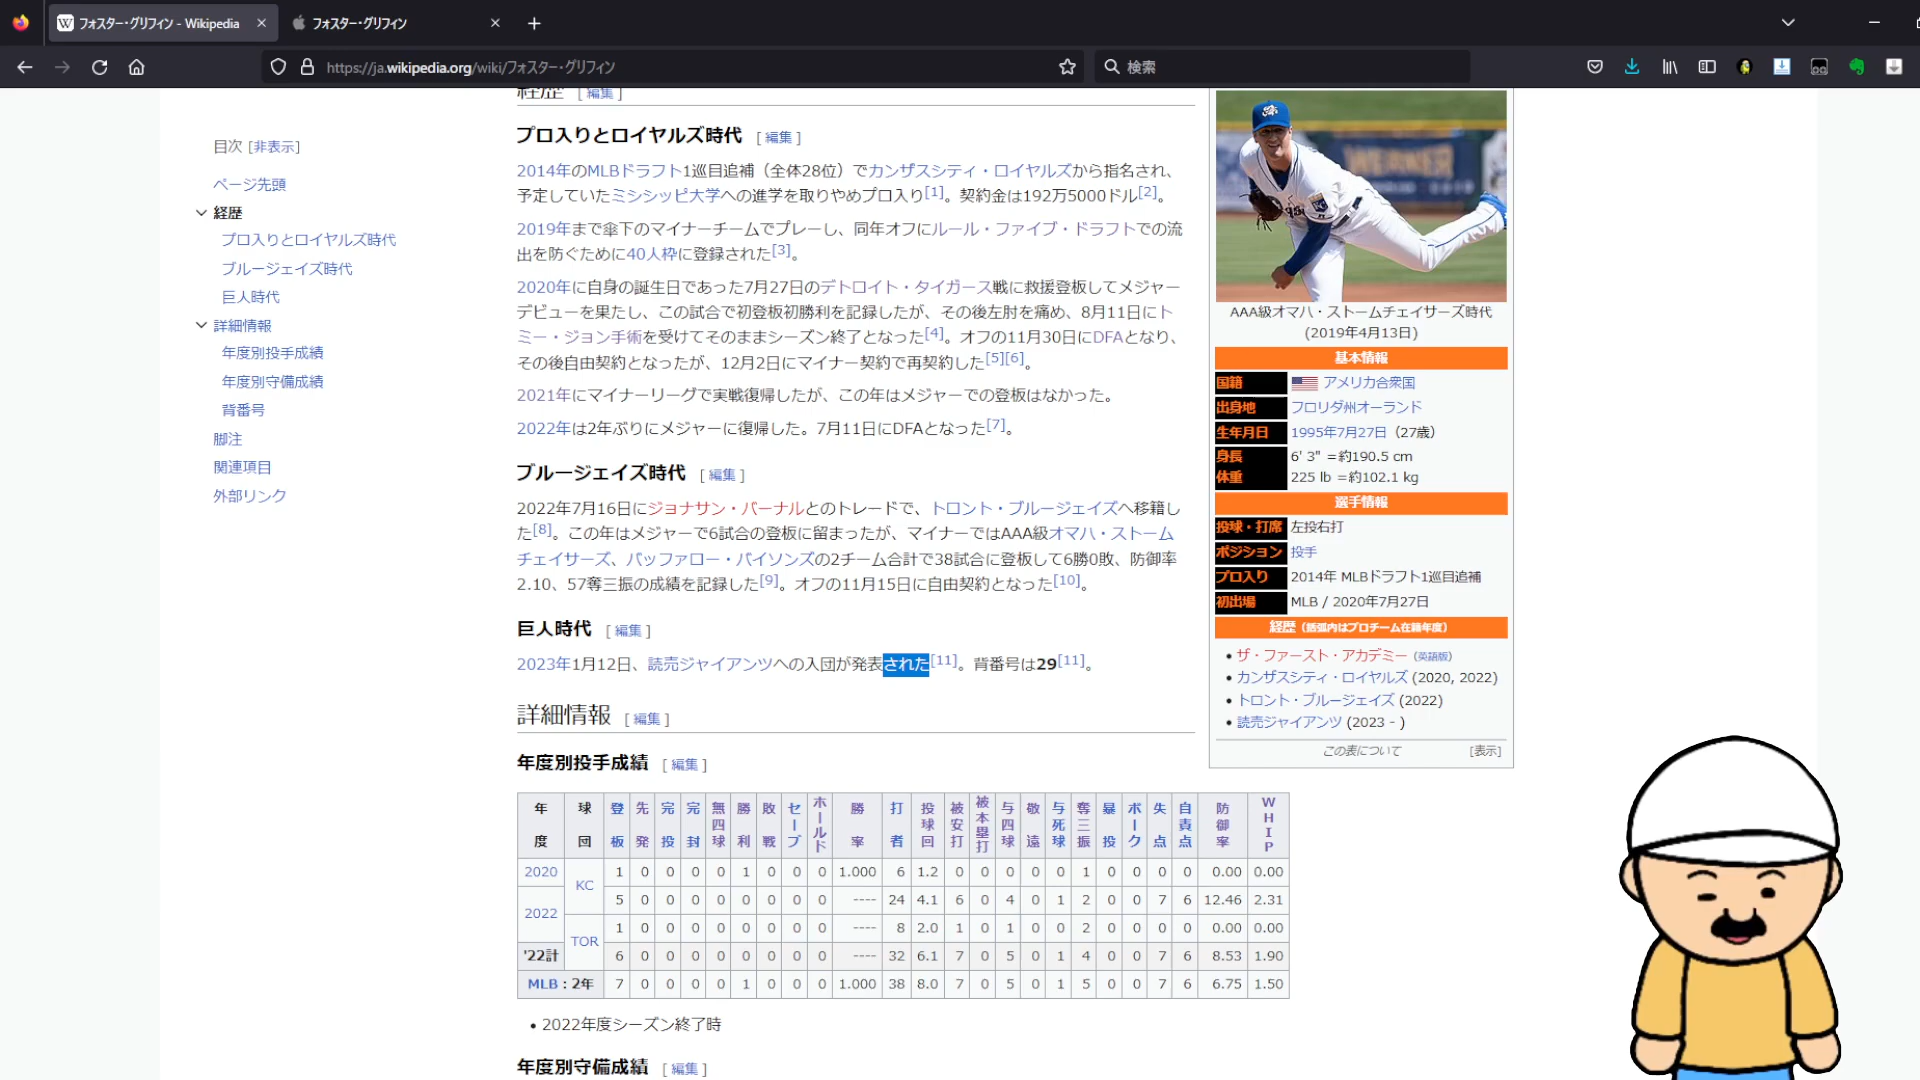 フォスター・グリフィン - Wikipedia
フォスター・グリフィン
https://ja.wikipedia.org/wiki/フォスター・グリフィン
検索
目次 [非表示]
ページ先頭
経歴
プロ入りとロイヤルズ時代
ブルージェイズ時代
巨人時代
詳細情報
年度別投手成績
年度別守備成績
背番号
脚注
関連項目
外部リンク
経歴 [編集]
プロ入りとロイヤルズ時代 [編集]
2014年のMLBドラフト1巡目追補（全体28位）でカンザスシティ・ロイヤルズから指名され、
予定していたミシシッピ大学への進学を取りやめプロ入り[1]。契約金は192万5000ドル[2]。
2019年まで傘下のマイナーチームでプレーし、同年オフにルール・ファイブ・ドラフトでの流
出を防ぐために40人枠に登録された[3]。
2020年に自身の誕生日であった7月27日のデトロイト・タイガース戦に救援登板してメジャー
デビューを果たし、この試合で初登板初勝利を記録したが、その後左肘を痛め、8月11日にト
ミー・ジョン手術を受けてそのままシーズン終了となった[4]。オフの11月30日にDFAとなり、
その後自由契約となったが、12月2日にマイナー契約で再契約した[5][6]。
2021年にマイナーリーグで実戦復帰したが、この年はメジャーでの登板はなかった。
2022年は2年ぶりにメジャーに復帰した。7月11日にDFAとなった[7]。
ブルージェイズ時代 [編集]
2022年7月16日にジョナサン・バーナルとのトレードで、トロント・ブルージェイズへ移籍し
た[8]。この年はメジャーで6試合の登板に留まったが、マイナーではAAA級オマハ・ストーム
チェイサーズ、バッファロー・バイソンズの2チーム合計で38試合に登板して6勝0敗、防御率
2.10、57奪三振の成績を記録した[9]。オフの11月15日に自由契約となった[10]。
巨人時代 [編集]
2023年1月12日、読売ジャイアンツへの入団が発表された[11]。背番号は29[11]。
詳細情報 [編集]
年度別投手成績 [編集]
年度 球団 登板 先発 完投 完封 無四球 勝利 敗戦 セーブ ホールド 勝率 打者 投球回 被安打 被本塁打 与四球 敬遠 与死球 奪三振 暴投 ボーク 失点 自責点 防御率 WHIP
2020 KC 1 0 0 0 0 1 0 0 0 1.000 6 1.2 0 0 0 0 0 1 0 0 0 0 0.00 0.00
2022 5 0 0 0 0 0 0 0 0 ---- 24 4.1 6 0 4 0 1 2 0 0 7 6 12.46 2.31
TOR 1 0 0 0 0 0 0 0 0 ---- 8 2.0 1 0 1 0 0 2 0 0 0 0 0.00 0.00
'22計 6 0 0 0 0 0 0 0 0 ---- 32 6.1 7 0 5 0 1 4 0 0 7 6 8.53 1.90
MLB：2年 7 0 0 0 0 1 0 0 0 1.000 38 8.0 7 0 5 0 1 5 0 0 7 6 6.75 1.50
• 2022年度シーズン終了時
年度別守備成績 [編集]
AAA級オマハ・ストームチェイサーズ時代
(2019年4月13日)
基本情報
国籍 アメリカ合衆国
出身地 フロリダ州オーランド
生年月日 1995年7月27日（27歳）
身長 6' 3" =約190.5 cm
体重 225 lb =約102.1 kg
選手情報
投球・打席 左投右打
ポジション 投手
プロ入り 2014年 MLBドラフト1巡目追補
初出場 MLB / 2020年7月27日
経歴（括弧内はプロチーム在籍年度）
• ザ・ファースト・アカデミー（英語版）
• カンザスシティ・ロイヤルズ (2020, 2022)
• トロント・ブルージェイズ (2022)
• 読売ジャイアンツ (2023 - )
この表について [表示]